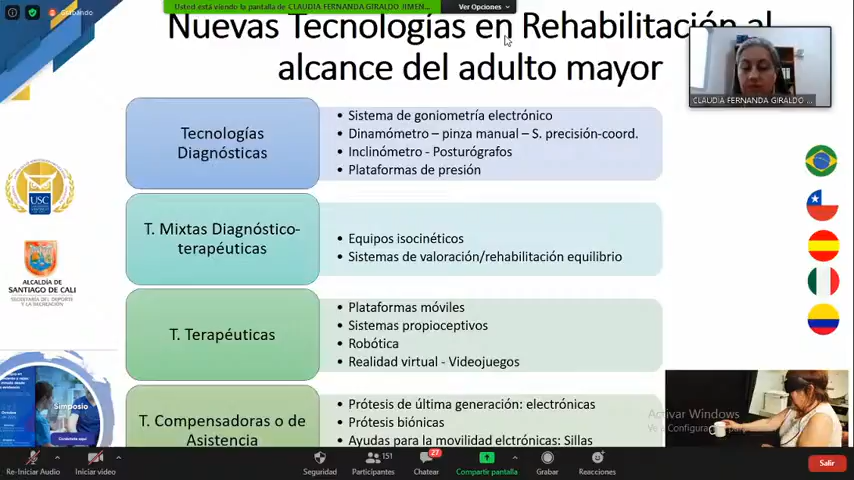 Grabando
Usted está viendo la pantalla de CLAUDIA FERNANDA GIRALDO JIMEN...
Ver Opciones
Nuevas Tecnologías en Rehabilitación al
alcance del adulto mayor
CLAUDIA FERNANDA GIRALDO ...
Tecnologías
Diagnósticas
• Sistema de goniometría electrónico
• Dinamómetro – pinza manual – S. precisión-coord.
• Inclinómetro - Posturógrafos
• Plataformas de presión
T. Mixtas Diagnóstico-
terapéuticas
• Equipos isocinéticos
• Sistemas de valoración/rehabilitación equilibrio
T. Terapéuticas
• Plataformas móviles
• Sistemas propioceptivos
• Robótica
• Realidad virtual - Videojuegos
T. Compensadoras o de
Asistencia
• Prótesis de última generación: electrónicas
• Prótesis biónicas
• Ayudas para la movilidad elctrónicas: Sillas
USC
ALCALDÍA DE
SANTIAGO DE CALI
SECRETARÍA DEL DEPORTE
Y LA RECREACIÓN
Simposio
Activar Windows
Re-Iniciar Audio
Iniciar video
Seguridad
151
Participantes
27
Chatear
Compartir pantalla
Grabar
Reacciones
Salir